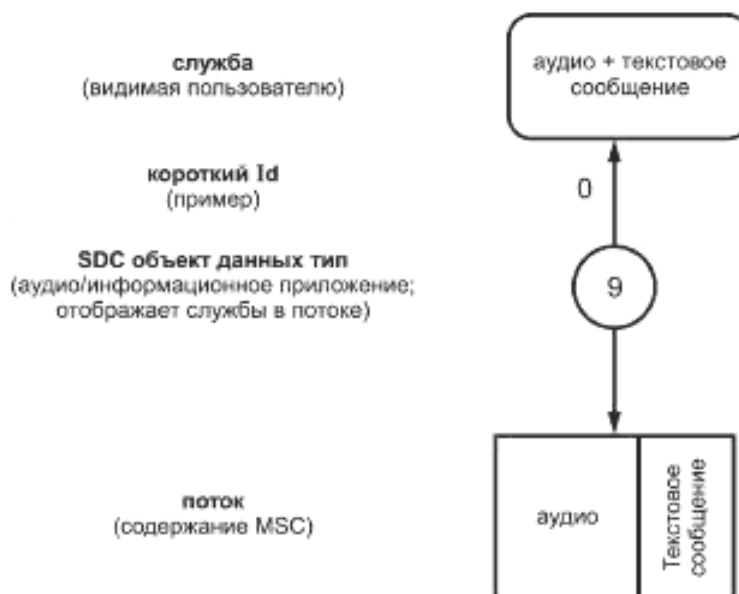 служба
(видимая пользователю)
аудио + текстовое
сообщение
короткий Id
(пример)
0
SDC объект данных тип
(аудио/информационное приложение;
отображает службы в потоке)
9
поток
(содержание MSC)
аудио
Текстовое
сообщение